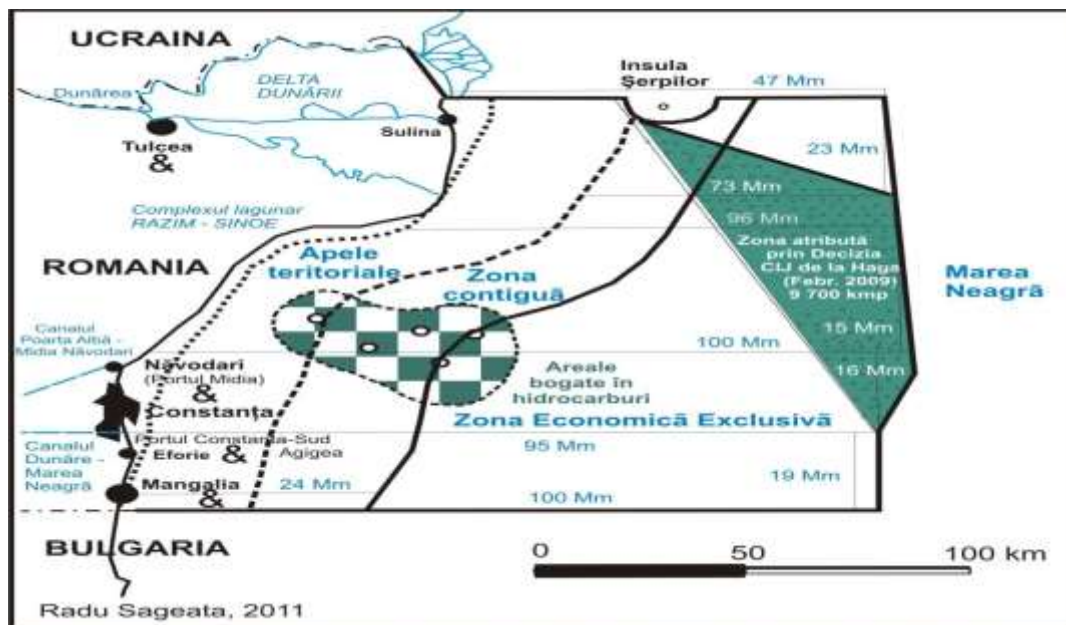 UCRAINA
Insula
Şerpilor
47 Mm
DELTA
DUNĂRII
Dunărea
Sulina
Tulcea
&
23 Mm
73 Mm
Complexul lagunar
RAZIM - SINOE
96 Mm
Zona atribută
prin Decizia
CIJ de la Haga
(Febr. 2009)
9 700 kmp
ROMANIA
Apele
teritoriale
Zona
contiguă
Marea
Neagră
15 Mm
Canalul
Poarta Albă -
Midia Năvodari
100 Mm
16 Mm
Năvodari
(Portul Midia)
&
Areale
bogate în
hidrocarburi
Constanţa
Zona Economică Exclusivă
Portul Constanta-Sud
Agigea
Eforie &
Canalul
Dunăre -
Marea
Neagră
95 Mm
19 Mm
Mangalia
&
24 Mm
100 Mm
BULGARIA
0 50 100 km
Radu Sageata, 2011